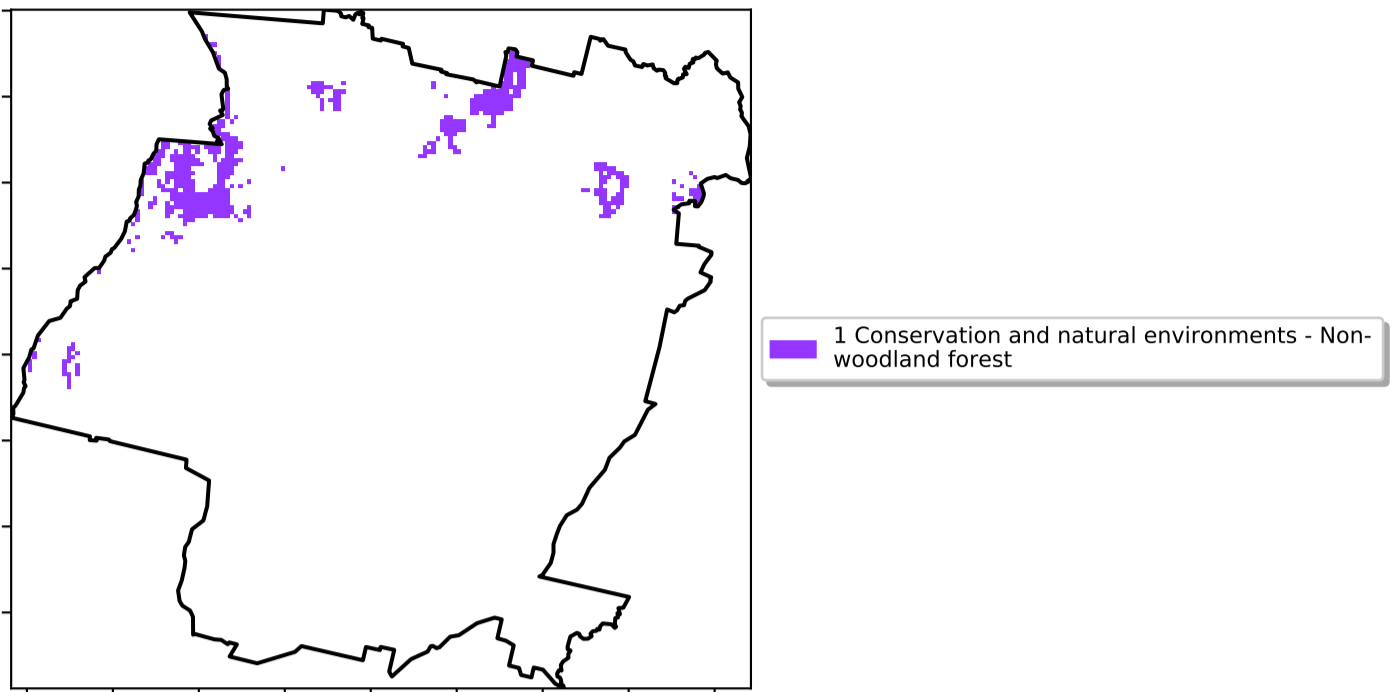 1 Conservation and natural environments - Non-
woodland forest